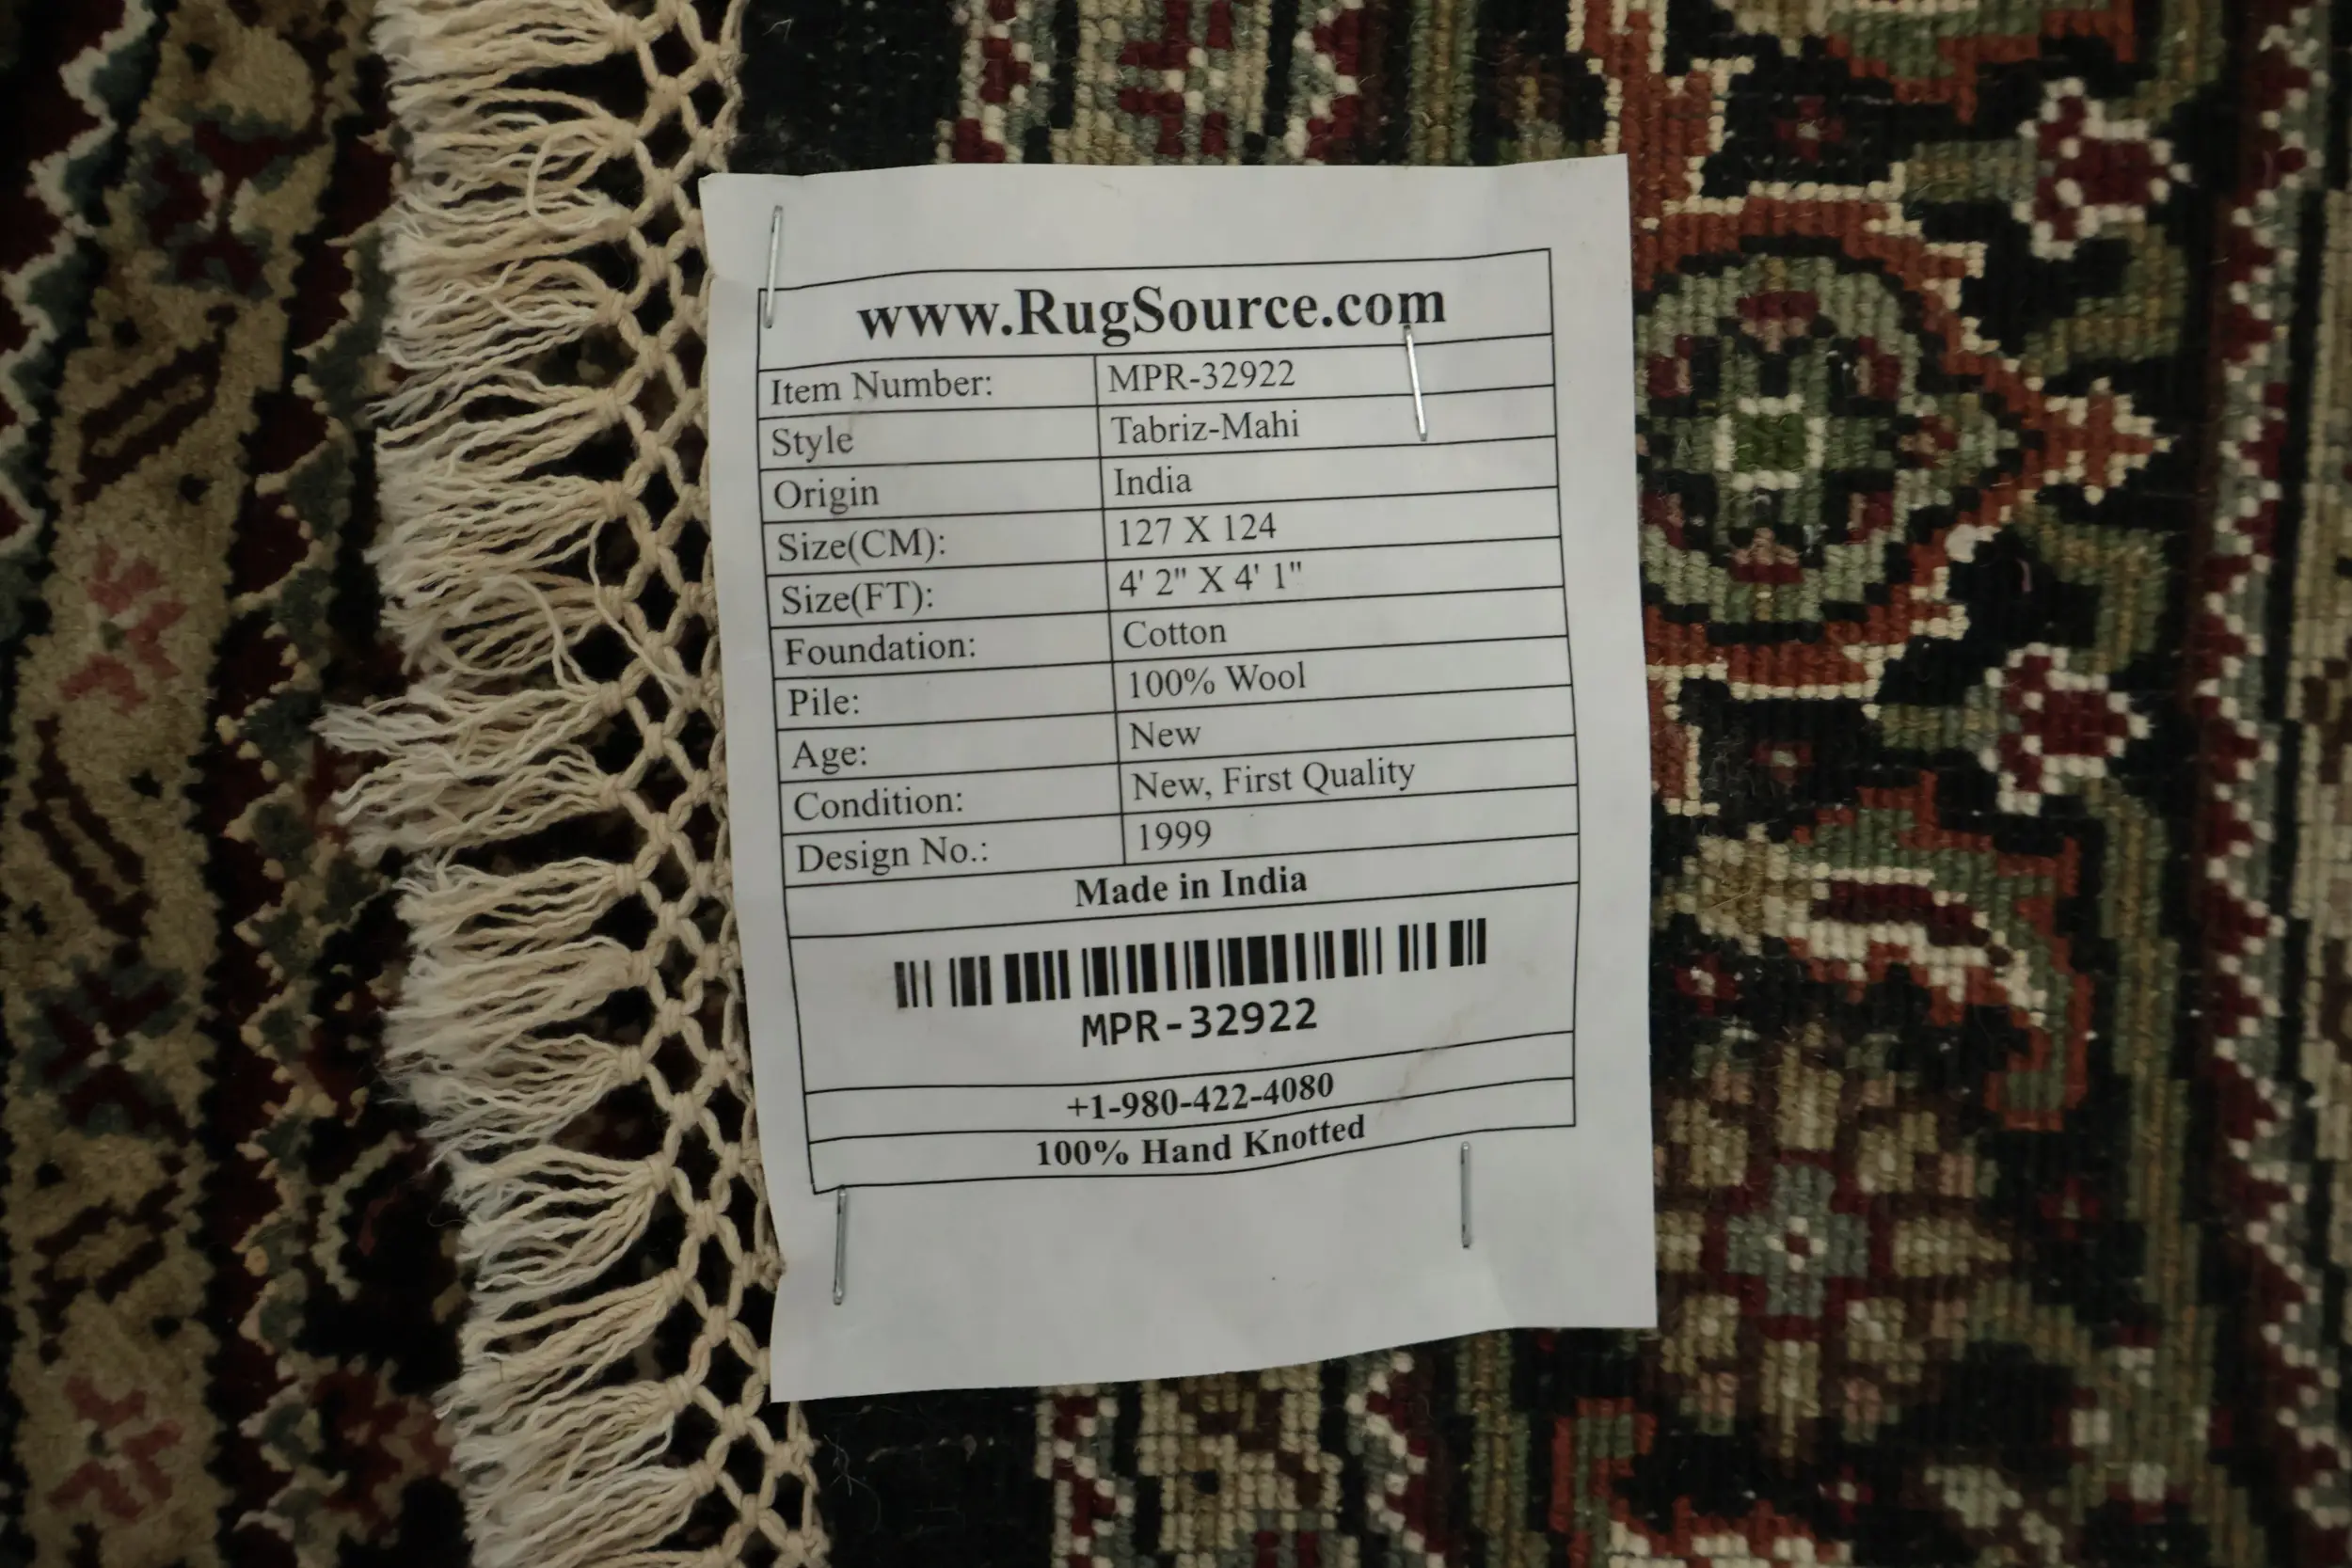 www.RugSource.com
Item Number: MPR-32922
Style Tabriz-Mahi
Origin India
Size(CM): 127 X 124
Size(FT): 4' 2" X 4' 1"
Foundation: Cotton
Pile: 100% Wool
Age: New
Condition: New, First Quality
Design No.: 1999
Made in India
MPR-32922
+1-980-422-4080
100% Hand Knotted